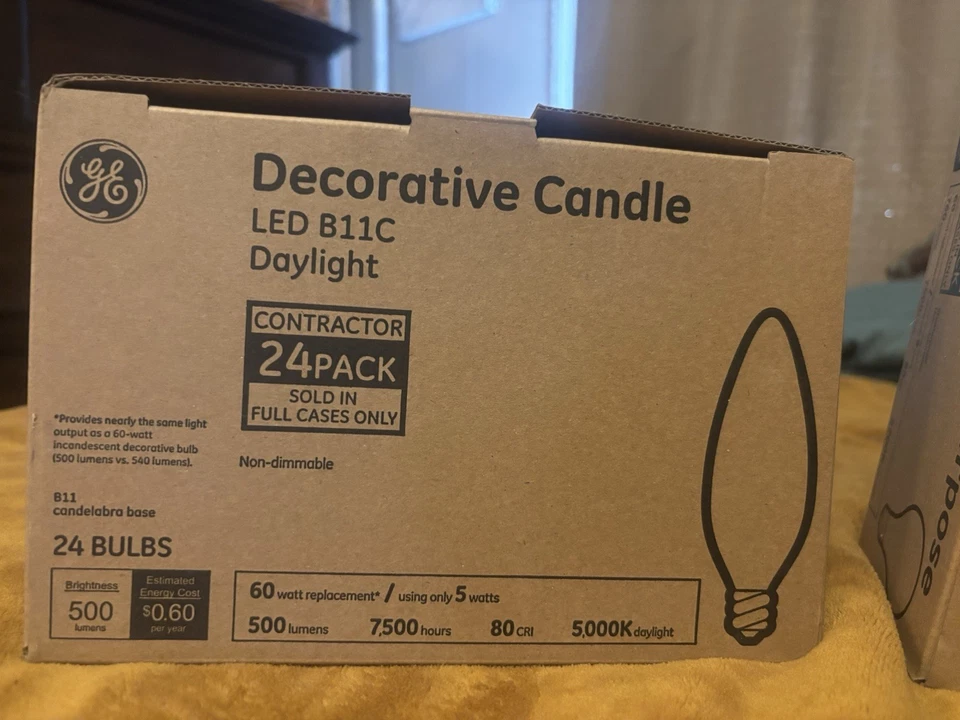 GE
Decorative Candle
LED B11C
Daylight
CONTRACTOR
24 PACK
SOLD IN
FULL CASES ONLY
*Provides nearly the same light
output as a 60-watt
incandescent decorative bulb
(500 lumens vs. 540 lumens).
Non-dimmable
B11
candelabra base
24 BULBS
Brightness
500
lumens
Estimated
Energy Cost
$0.60
per year
60 watt replacement* / using only 5 watts
500 lumens 7,500 hours 80 CRI 5,000K daylight
pose